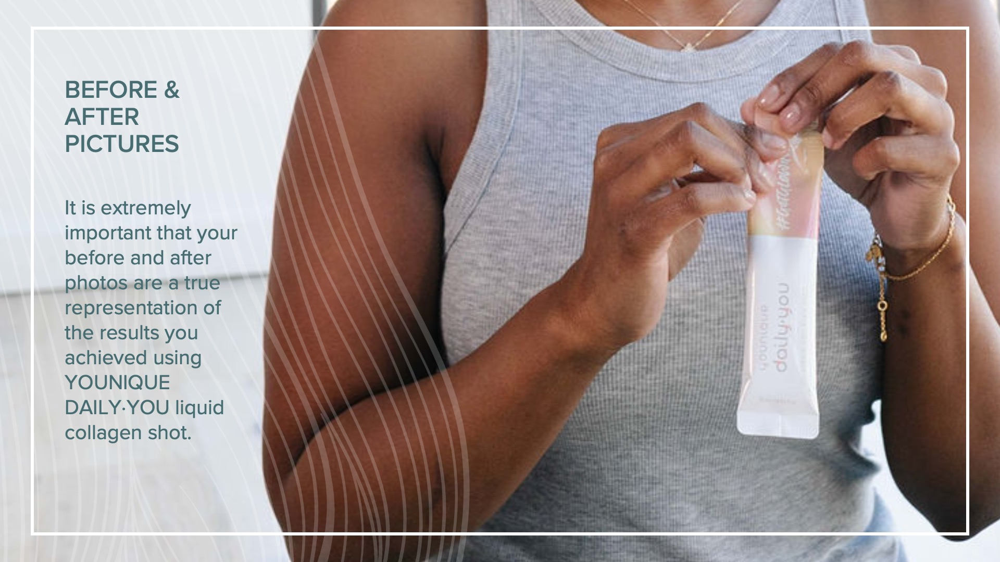 BEFORE &
AFTER
PICTURES
It is extremely
important that your
before and after
photos are a true
representation of
the results you
achieved using
YOUNIQUE
DAILY·YOU liquid
collagen shot.
younique
daily·you